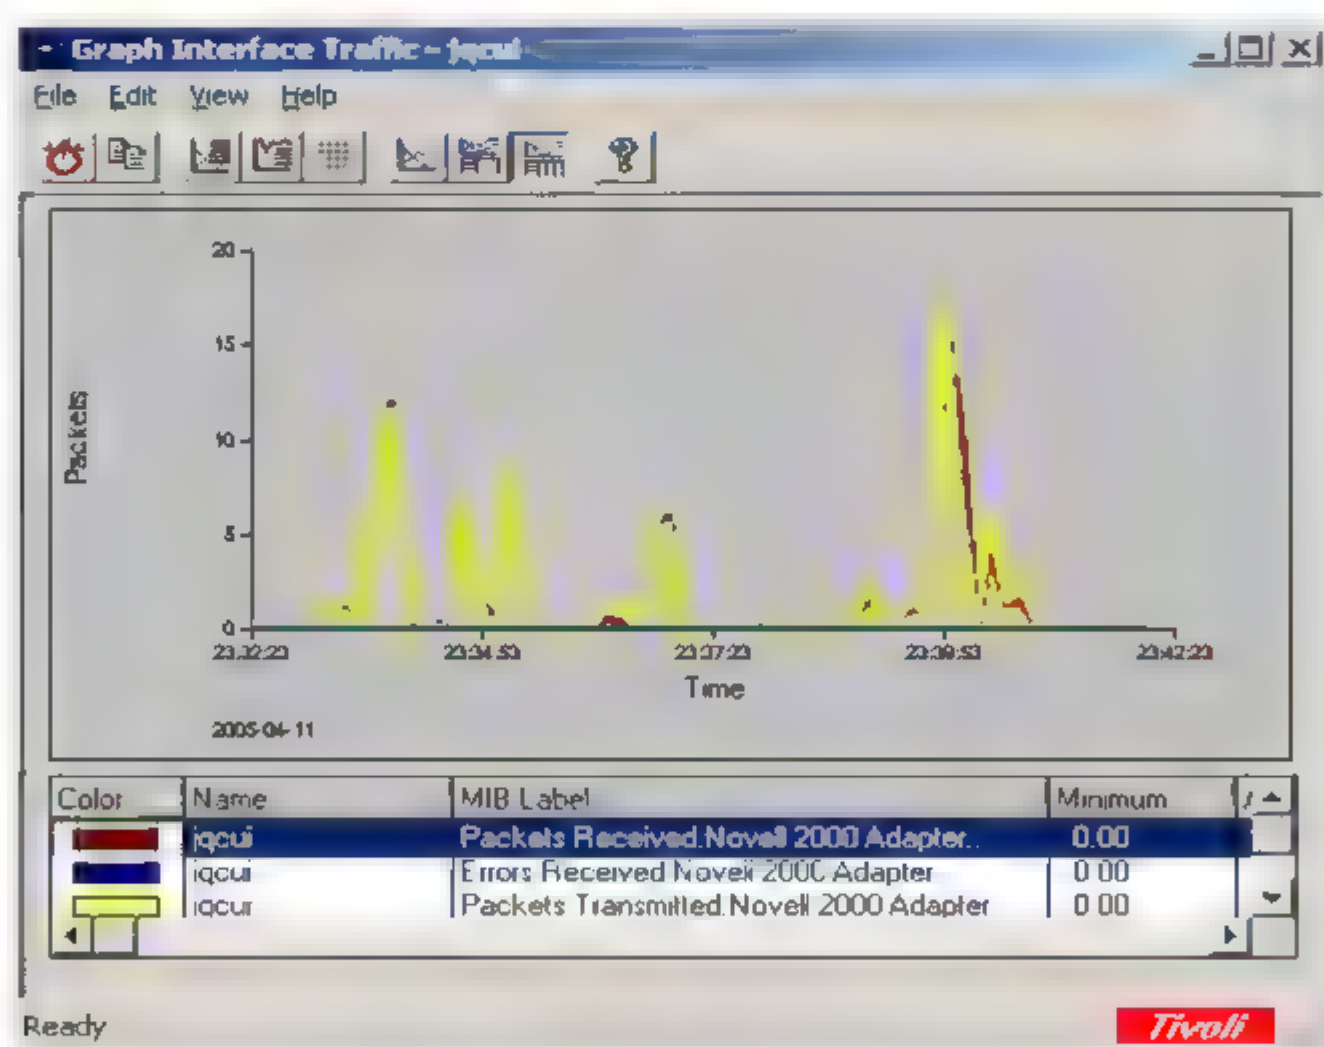 Graph Interface Traffic - jqcui
File Edit View Help
20
15
10
5
0
Packets
23:32:23 23:34:53 23:37:23 23:39:53 23:42:23
Time
2005-04-11
Color Name MIB Label Minimum
jqcui Packets Received.Novell 2000 Adapter.. 0.00
jqcui Errors Received.Novell 2000 Adapter 0.00
jqcui Packets Transmitted.Novell 2000 Adapter 0.00
Ready
Tivoli